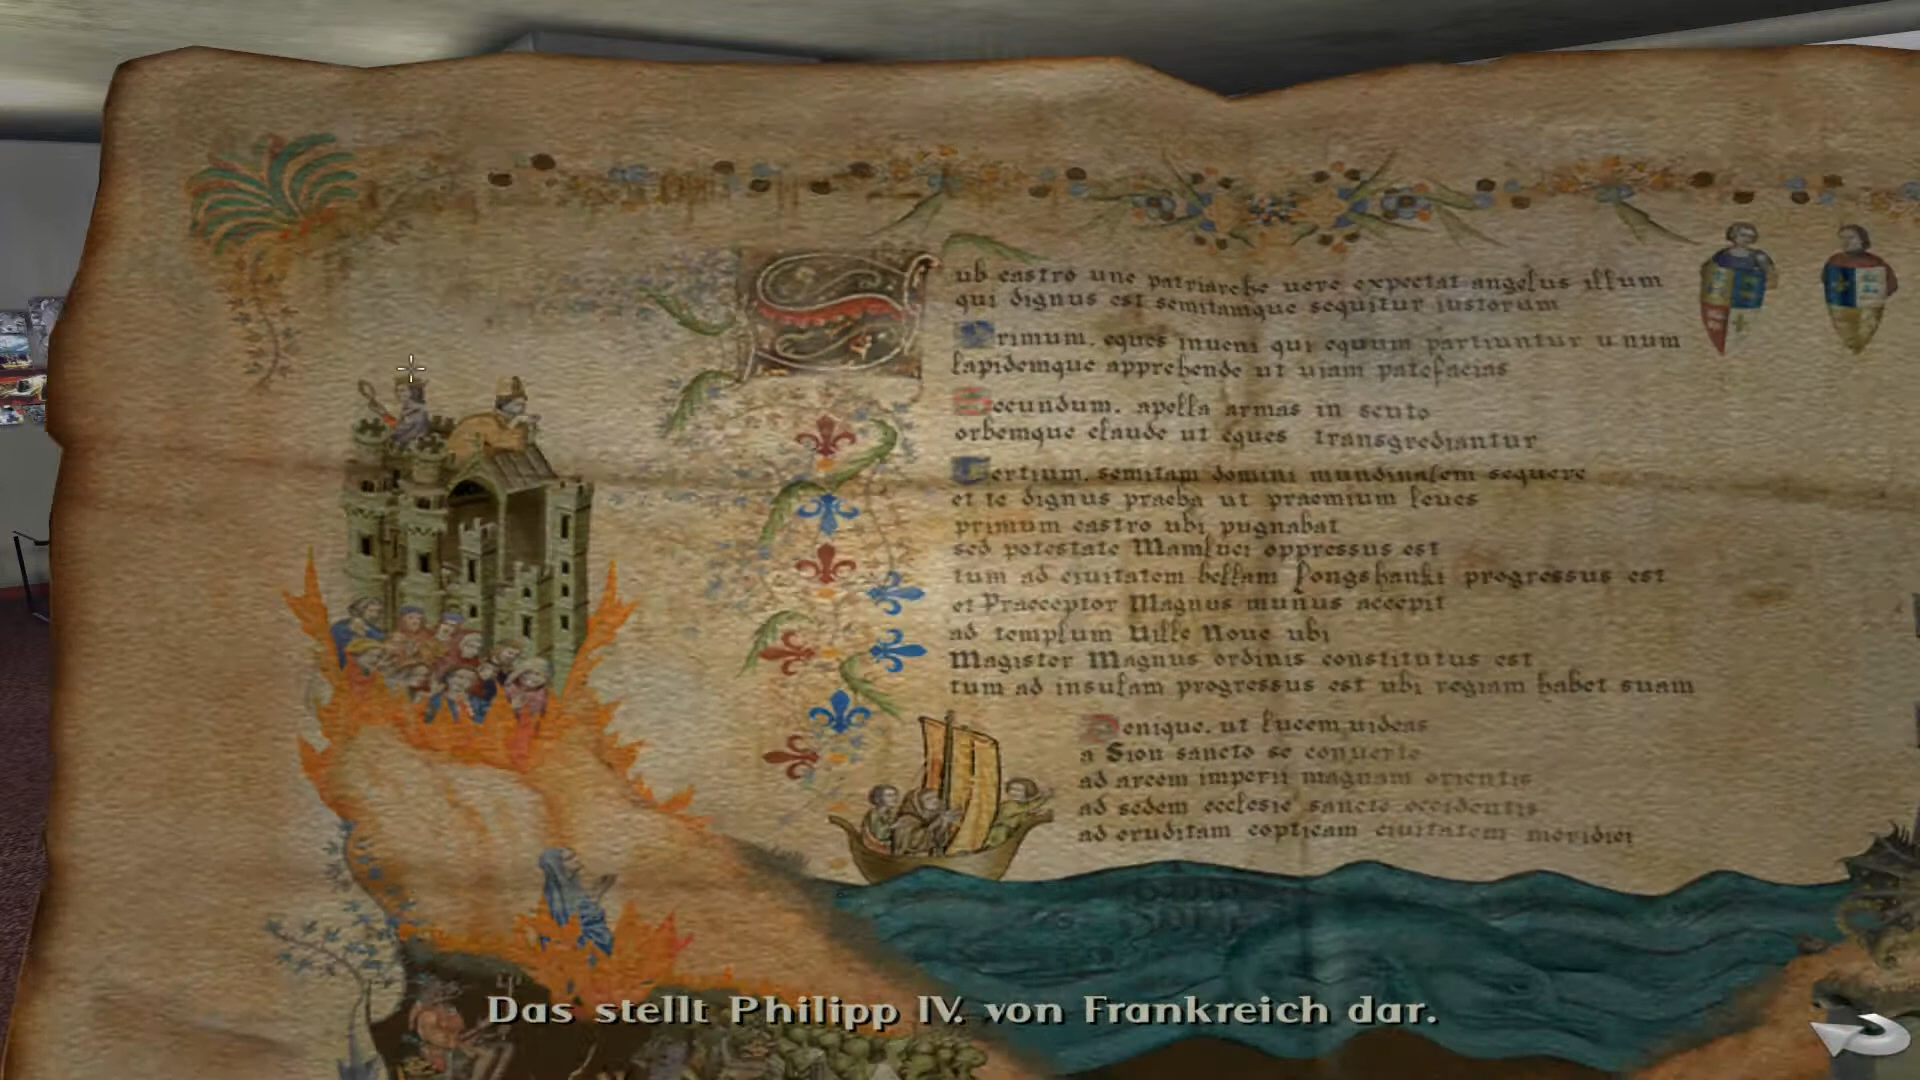 Sub castro une patriarche uere expectat angelus illum
qui dignus est semitamque sequitur iustorum
Primum, eques inueni qui equum partiuntur unum
lapidemque apprehende ut uiam patefacias
Secundum, apella armas in scuto
orbemque claude ut eques transgrediantur
Tertium, semitam domini mundinalem sequere
et te dignus praeba ut praemium leues
primum castro ubi pugnabat
sed potestate Mamluci oppressus est
tum ad ciuitatem bellam Longshanki progressus est
et Praeceptor Magnus munus accepit
ad templum Uille Noue ubi
Magister Magnus ordinis constitutus est
tum ad insulam progressus est ubi regiam habet suam
Denique, ut lucem uideas
a Sion sancto se conuerte
ad arcem imperii magnam orientis
ad sedem ecclesie sancte occidentis
ad eruditam copticam ciuitatem meridiei
Das stellt Philipp IV. von Frankreich dar.